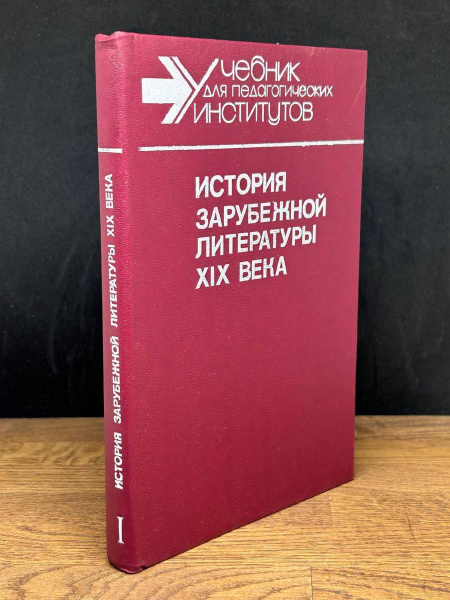 Учебник
для педагогических
институтов
ИСТОРИЯ
ЗАРУБЕЖНОЙ
ЛИТЕРАТУРЫ
XIX ВЕКА
ИСТОРИЯ ЗАРУБЕЖНОЙ ЛИТЕРАТУРЫ XIX ВЕКА
I